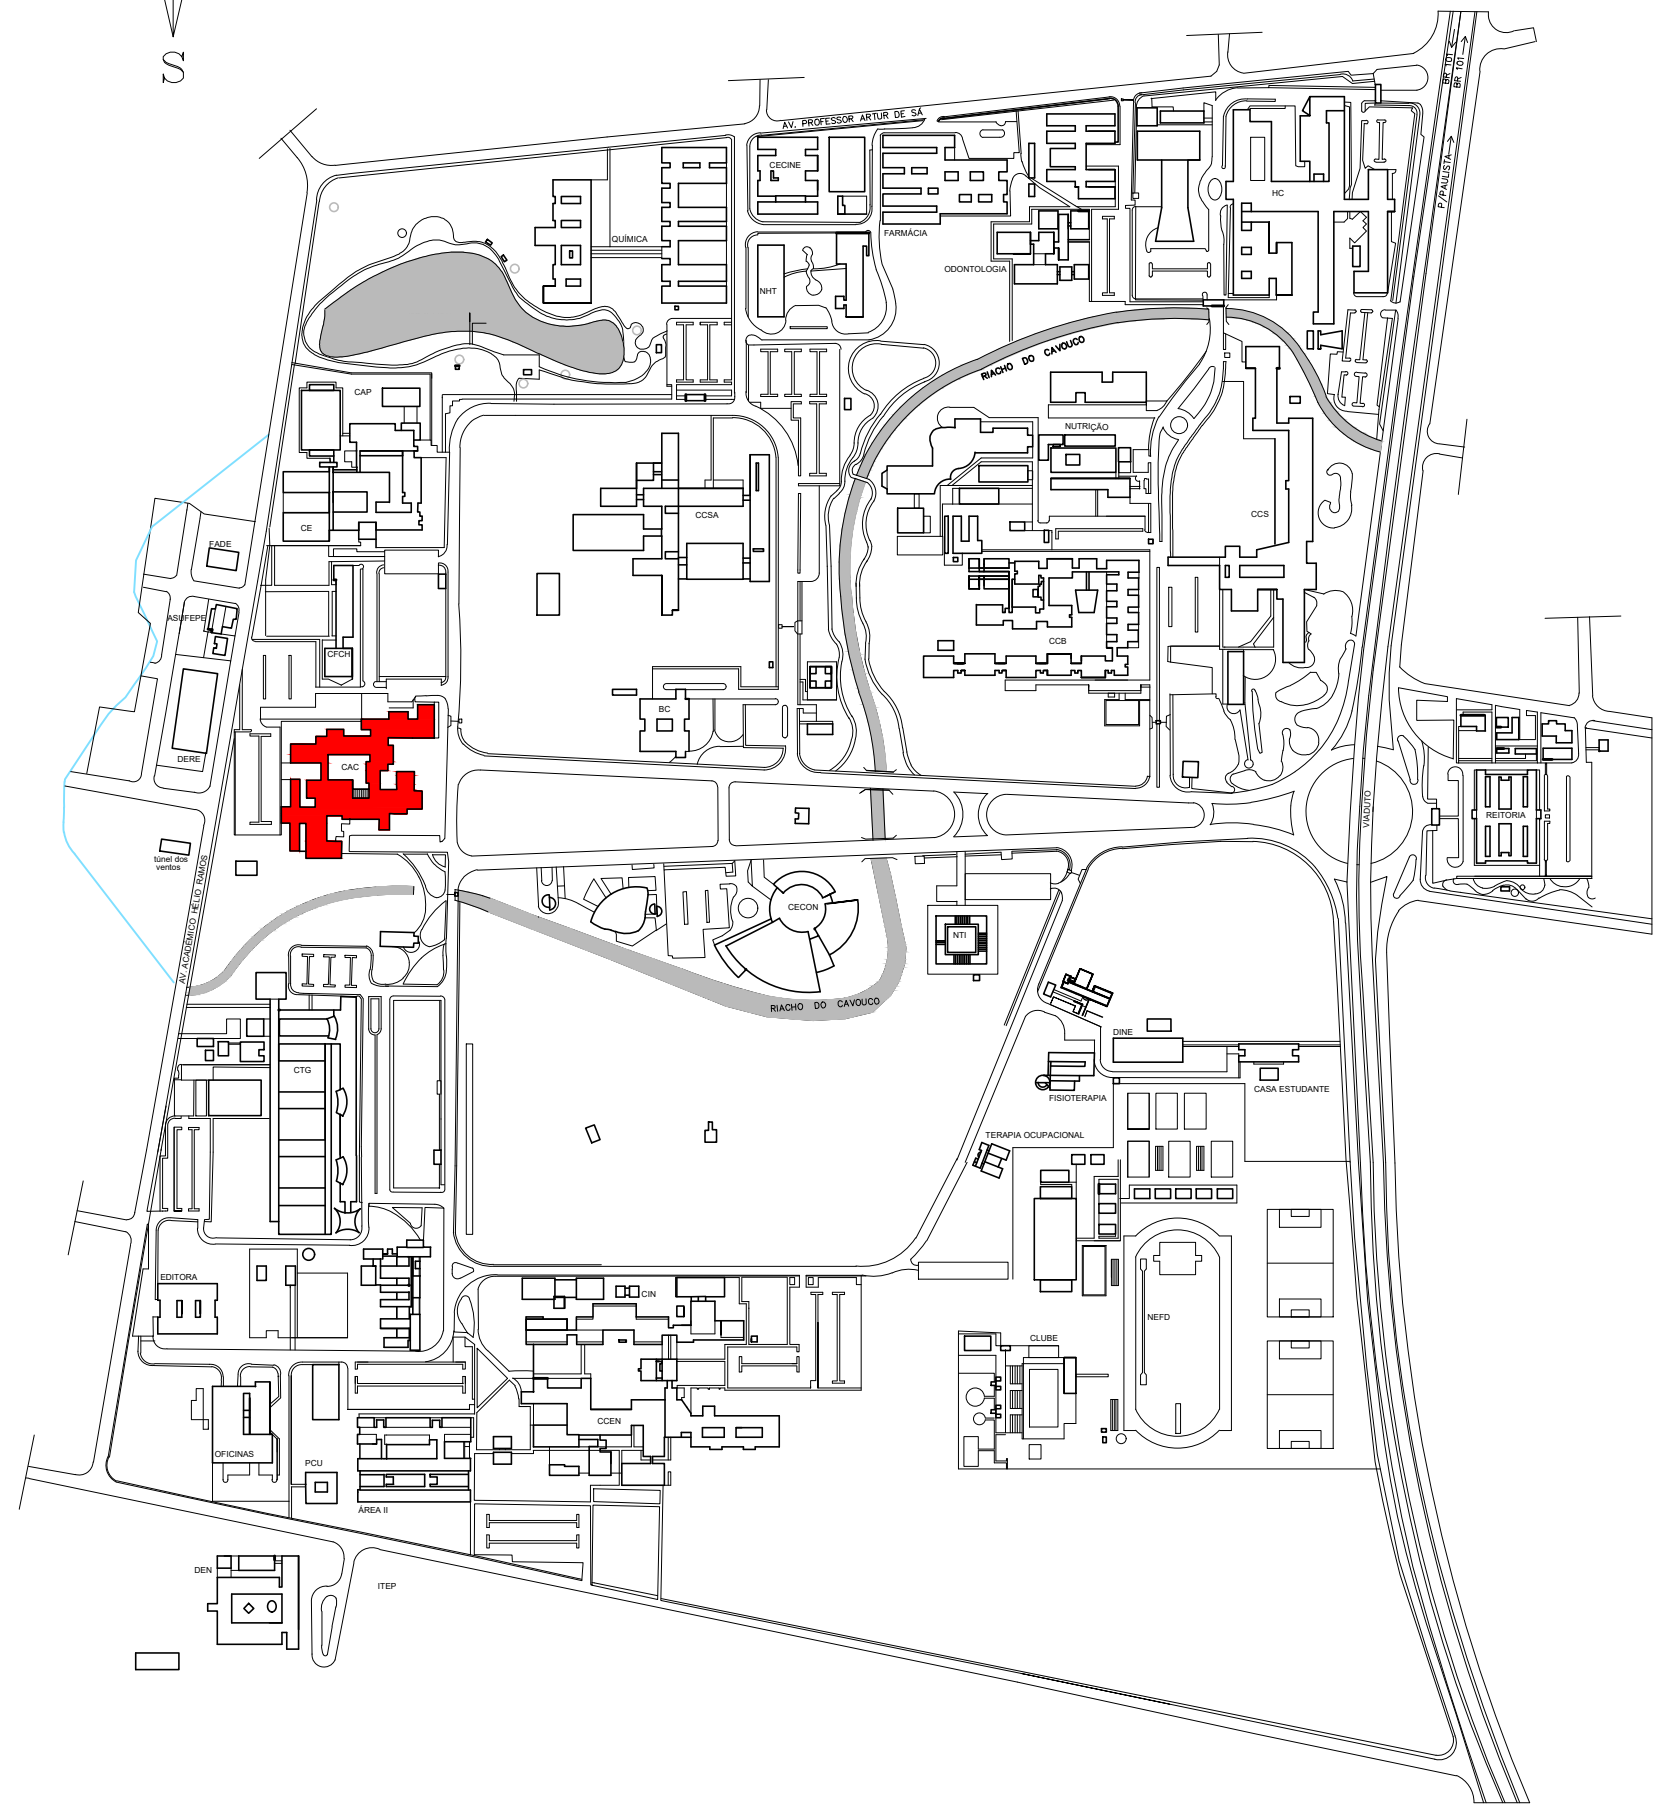 S
BR 101
BR 101
P/PAULISTA
AV. PROFESSOR ARTUR DE SÁ
CECINE
HC
FARMÁCIA
QUÍMICA
ODONTOLOGIA
NHT
RIACHO DO CAVOUCO
CAP
NUTRIÇÃO
CCSA
CCS
CE
FADE
ASUFEPE
CCB
CFCH
BC
DERE
CAC
VIADUTO
REITORIA
túnel dos
ventos
AV. ACADÊMICO HÉLIO RAMOS
CECON
NTI
RIACHO DO CAVOUCO
DINE
CTG
CASA ESTUDANTE
FISIOTERAPIA
TERAPIA OCUPACIONAL
EDITORA
CIN
NEFD
CLUBE
CCEN
OFICINAS
PCU
ÁREA II
DEN
ITEP